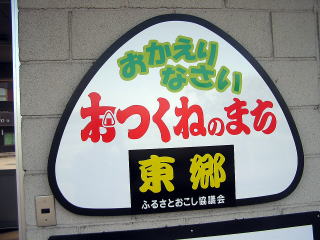 おかえり
なさい
おつくねのまち
東郷
ふるさとおこし協議会